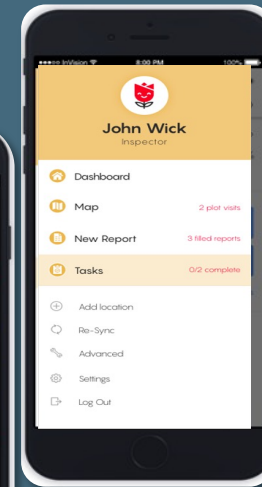 InVision 8:00 PM 100%
John Wick
Inspector
Dashboard
Map 2 plot visits
New Report 3 filled reports
Tasks 0/2 complete
Add location
Re-Sync
Advanced
Settings
Log Out